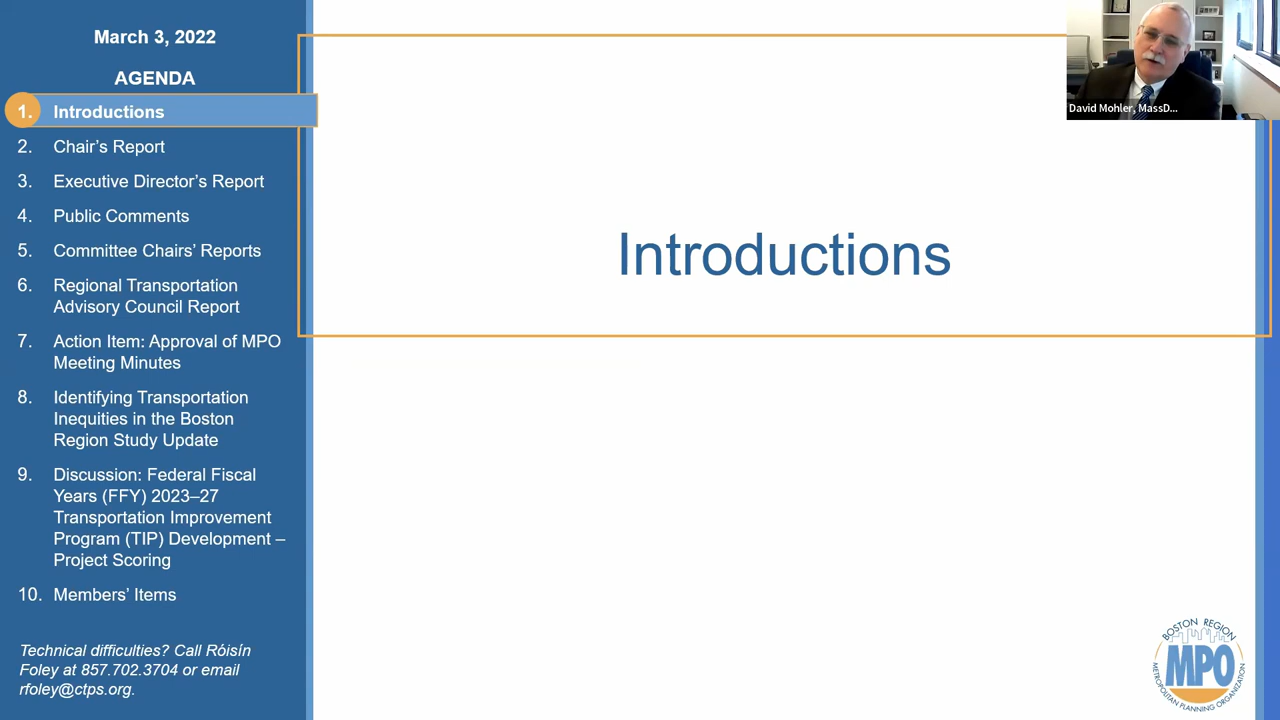 March 3, 2022
AGENDA
1. Introductions
2. Chair’s Report
3. Executive Director’s Report
4. Public Comments
5. Committee Chairs’ Reports
6. Regional Transportation
Advisory Council Report
7. Action Item: Approval of MPO
Meeting Minutes
8. Identifying Transportation
Inequities in the Boston
Region Study Update
9. Discussion: Federal Fiscal
Years (FFY) 2023–27
Transportation Improvement
Program (TIP) Development –
Project Scoring
10. Members’ Items
Technical difficulties? Call Róisín
Foley at 857.702.3704 or email
rfoley@ctps.org.
Introductions
David Mohler, MassD...
BOSTON REGION
MPO
METROPOLITAN PLANNING ORGANIZATION